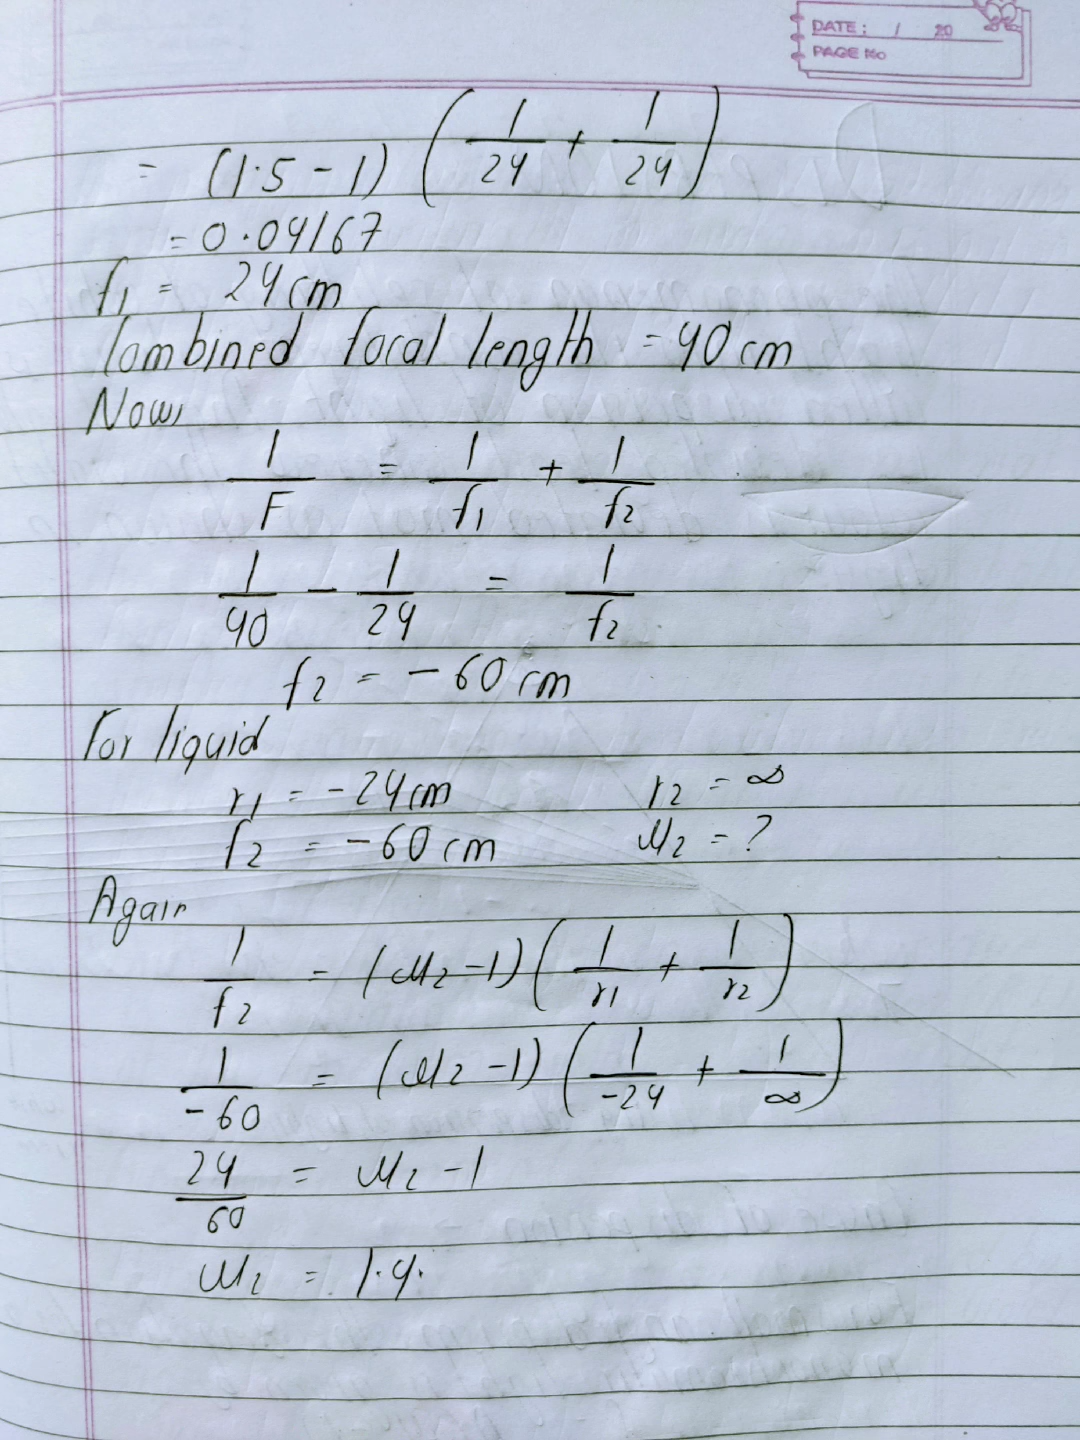 DATE: / 20
PAGE No
= (1.5 - 1) (1/24 + 1/24)
= 0.04167
f1 = 24 cm
Combined focal length = 40 cm
Now,
1/F = 1/f1 + 1/f2
1/40 - 1/24 = 1/f2
f2 = - 60 cm
For liquid
r1 = - 24 cm r2 = ∞
f2 = - 60 cm μ2 = ?
Again
1/f2 = (μ2 - 1) (1/r1 + 1/r2)
1/-60 = (μ2 - 1) (1/-24 + 1/∞)
24/60 = μ2 - 1
μ2 = 1.4.